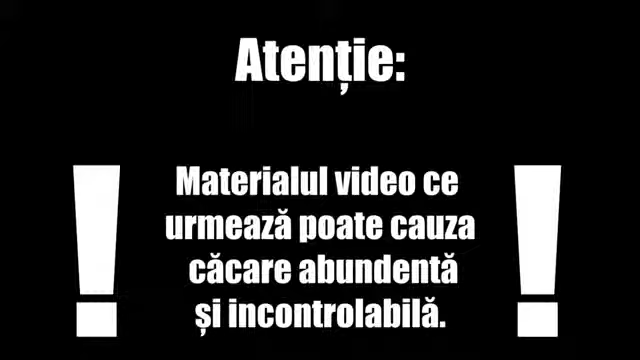 Atenție:
Materialul video ce
urmează poate cauza
căcare abundentă
și incontrolabilă.
! !